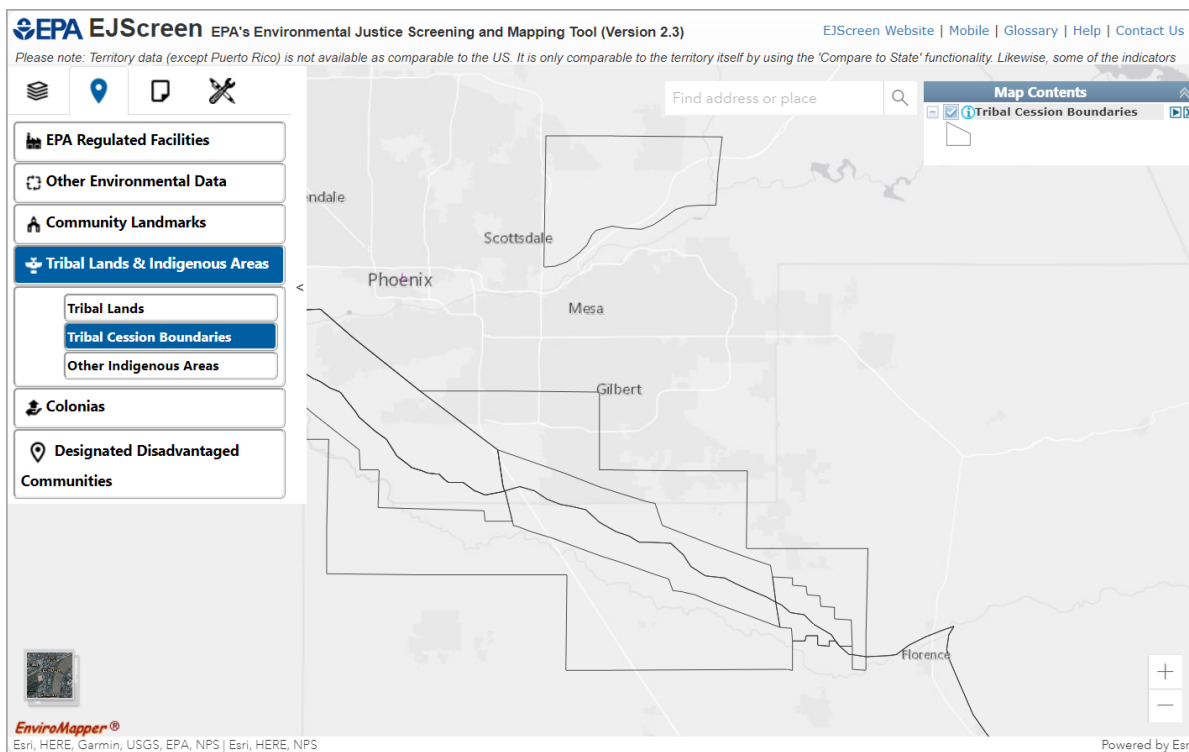 EPA EJScreen EPA's Environmental Justice Screening and Mapping Tool (Version 2.3)
EJScreen Website | Mobile | Glossary | Help | Contact Us
Please note: Territory data (except Puerto Rico) is not available as comparable to the US. It is only comparable to the territory itself by using the 'Compare to State' functionality. Likewise, some of the indicators
Find address or place
Map Contents
Tribal Cession Boundaries
EPA Regulated Facilities
Other Environmental Data
Community Landmarks
Tribal Lands & Indigenous Areas
Tribal Lands
Tribal Cession Boundaries
Other Indigenous Areas
Colonias
Designated Disadvantaged
Communities
<
ndale
Scottsdale
Phoenix
Mesa
Gilbert
Florence
+
−
EnviroMapper ®
Esri, HERE, Garmin, USGS, EPA, NPS | Esri, HERE, NPS
Powered by Esr